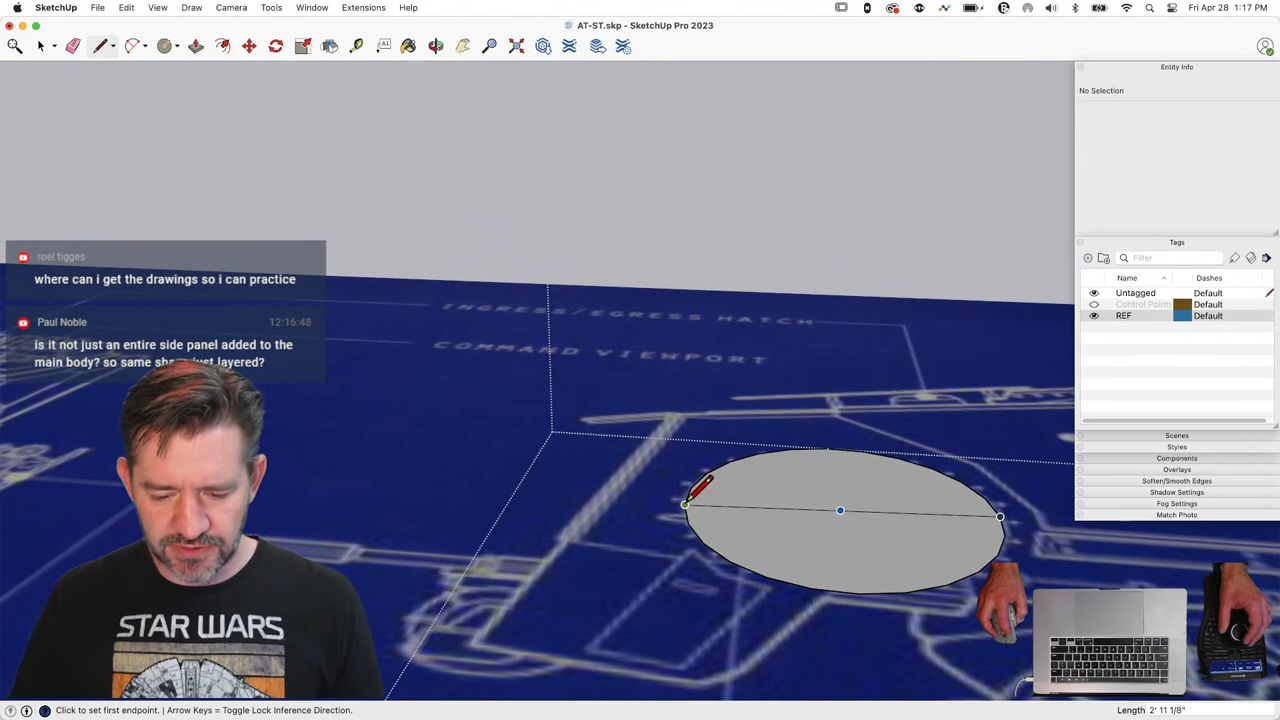 SketchUp File Edit View Draw Camera Tools Window Extensions Help
Fri Apr 28 1:17 PM
AT-ST.skp - SketchUp Pro 2023
Entity Info
No Selection
Tags
Filter
Name Dashes
Untagged Default
Control Points Default
REF Default
Scenes
Styles
Components
Overlays
Soften/Smooth Edges
Shadow Settings
Fog Settings
Match Photo
roel tigges
where can i get the drawings so i can practice
Paul Noble 12:16:48
is it not just an entire side panel added to the
main body? so same layered?
INGRESS/EGRESS HATCH
COMMAND VIEWPORT
STAR WARS
Click to set first endpoint. | Arrow Keys = Toggle Lock Inference Direction.
Length 2' 11 1/8"